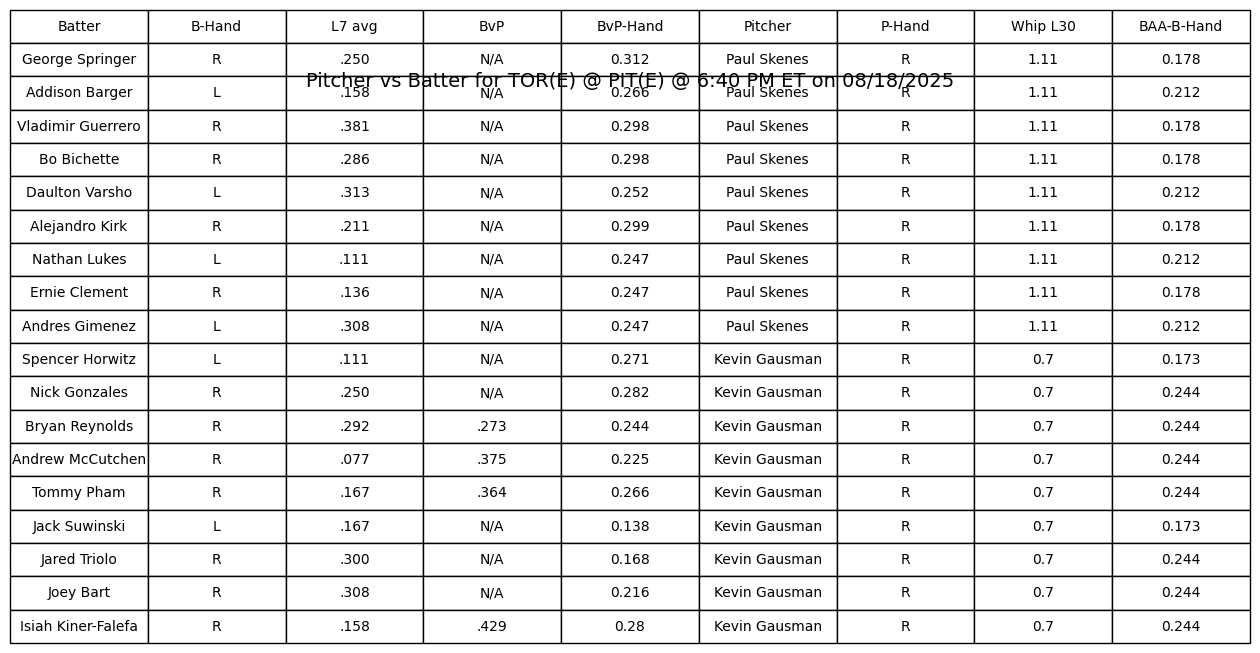 Batter B-Hand L7 avg BvP BvP-Hand Pitcher P-Hand Whip L30 BAA-B-Hand
George Springer R .250 N/A 0.312 Paul Skenes R 1.11 0.178
Pitcher vs Batter for TOR(E) @ PIT(E) @ 6:40 PM ET on 08/18/2025
Addison Barger L .158 N/A 0.266 Paul Skenes R 1.11 0.212
Vladimir Guerrero R .381 N/A 0.298 Paul Skenes R 1.11 0.178
Bo Bichette R .286 N/A 0.298 Paul Skenes R 1.11 0.178
Daulton Varsho L .313 N/A 0.252 Paul Skenes R 1.11 0.212
Alejandro Kirk R .211 N/A 0.299 Paul Skenes R 1.11 0.178
Nathan Lukes L .111 N/A 0.247 Paul Skenes R 1.11 0.212
Ernie Clement R .136 N/A 0.247 Paul Skenes R 1.11 0.178
Andres Gimenez L .308 N/A 0.247 Paul Skenes R 1.11 0.212
Spencer Horwitz L .111 N/A 0.271 Kevin Gausman R 0.7 0.173
Nick Gonzales R .250 N/A 0.282 Kevin Gausman R 0.7 0.244
Bryan Reynolds R .292 .273 0.244 Kevin Gausman R 0.7 0.244
Andrew McCutchen R .077 .375 0.225 Kevin Gausman R 0.7 0.244
Tommy Pham R .167 .364 0.266 Kevin Gausman R 0.7 0.244
Jack Suwinski L .167 N/A 0.138 Kevin Gausman R 0.7 0.173
Jared Triolo R .300 N/A 0.168 Kevin Gausman R 0.7 0.244
Joey Bart R .308 N/A 0.216 Kevin Gausman R 0.7 0.244
Isiah Kiner-Falefa R .158 .429 0.28 Kevin Gausman R 0.7 0.244